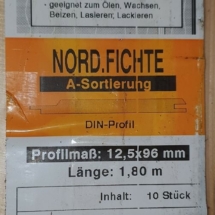 - geeignet zum Ölen, Wachsen,
Beizen, Lasieren, Lackieren
NORD.FICHTE
A-Sortierung
DIN-Profil
Profilmaß: 12,5x96 mm
Länge: 1,80 m
Inhalt: 10 Stück